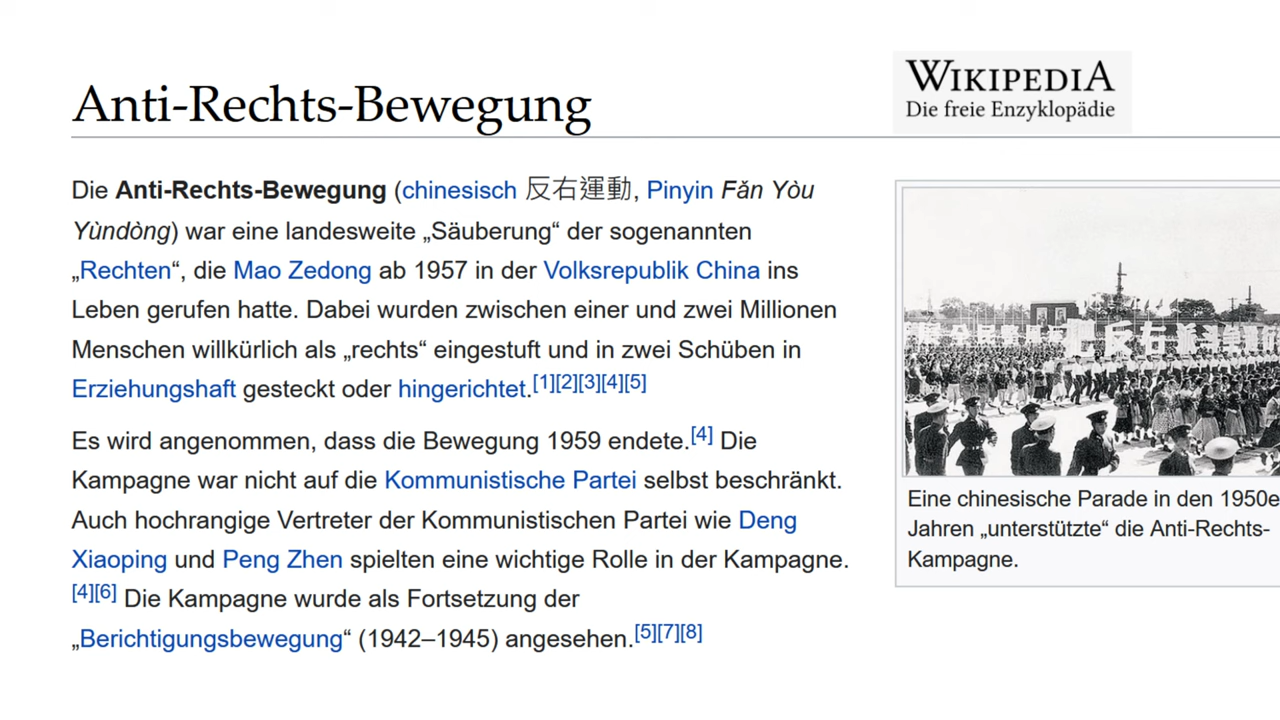 Anti-Rechts-Bewegung
WIKIPEDIA
Die freie Enzyklopädie
Die Anti-Rechts-Bewegung (chinesisch 反右運動, Pinyin Fǎn Yòu
Yùndòng) war eine landesweite „Säuberung“ der sogenannten
„Rechten“, die Mao Zedong ab 1957 in der Volksrepublik China ins
Leben gerufen hatte. Dabei wurden zwischen einer und zwei Millionen
Menschen willkürlich als „rechts“ eingestuft und in zwei Schüben in
Erziehungshaft gesteckt oder hingerichtet.[1][2][3][4][5]
Es wird angenommen, dass die Bewegung 1959 endete.[4] Die
Kampagne war nicht auf die Kommunistische Partei selbst beschränkt.
Auch hochrangige Vertreter der Kommunistischen Partei wie Deng
Xiaoping und Peng Zhen spielten eine wichtige Rolle in der Kampagne.
[4][6] Die Kampagne wurde als Fortsetzung der
„Berichtigungsbewegung“ (1942–1945) angesehen.[5][7][8]
Eine chinesische Parade in den 1950e
Jahren „unterstützte“ die Anti-Rechts-
Kampagne.